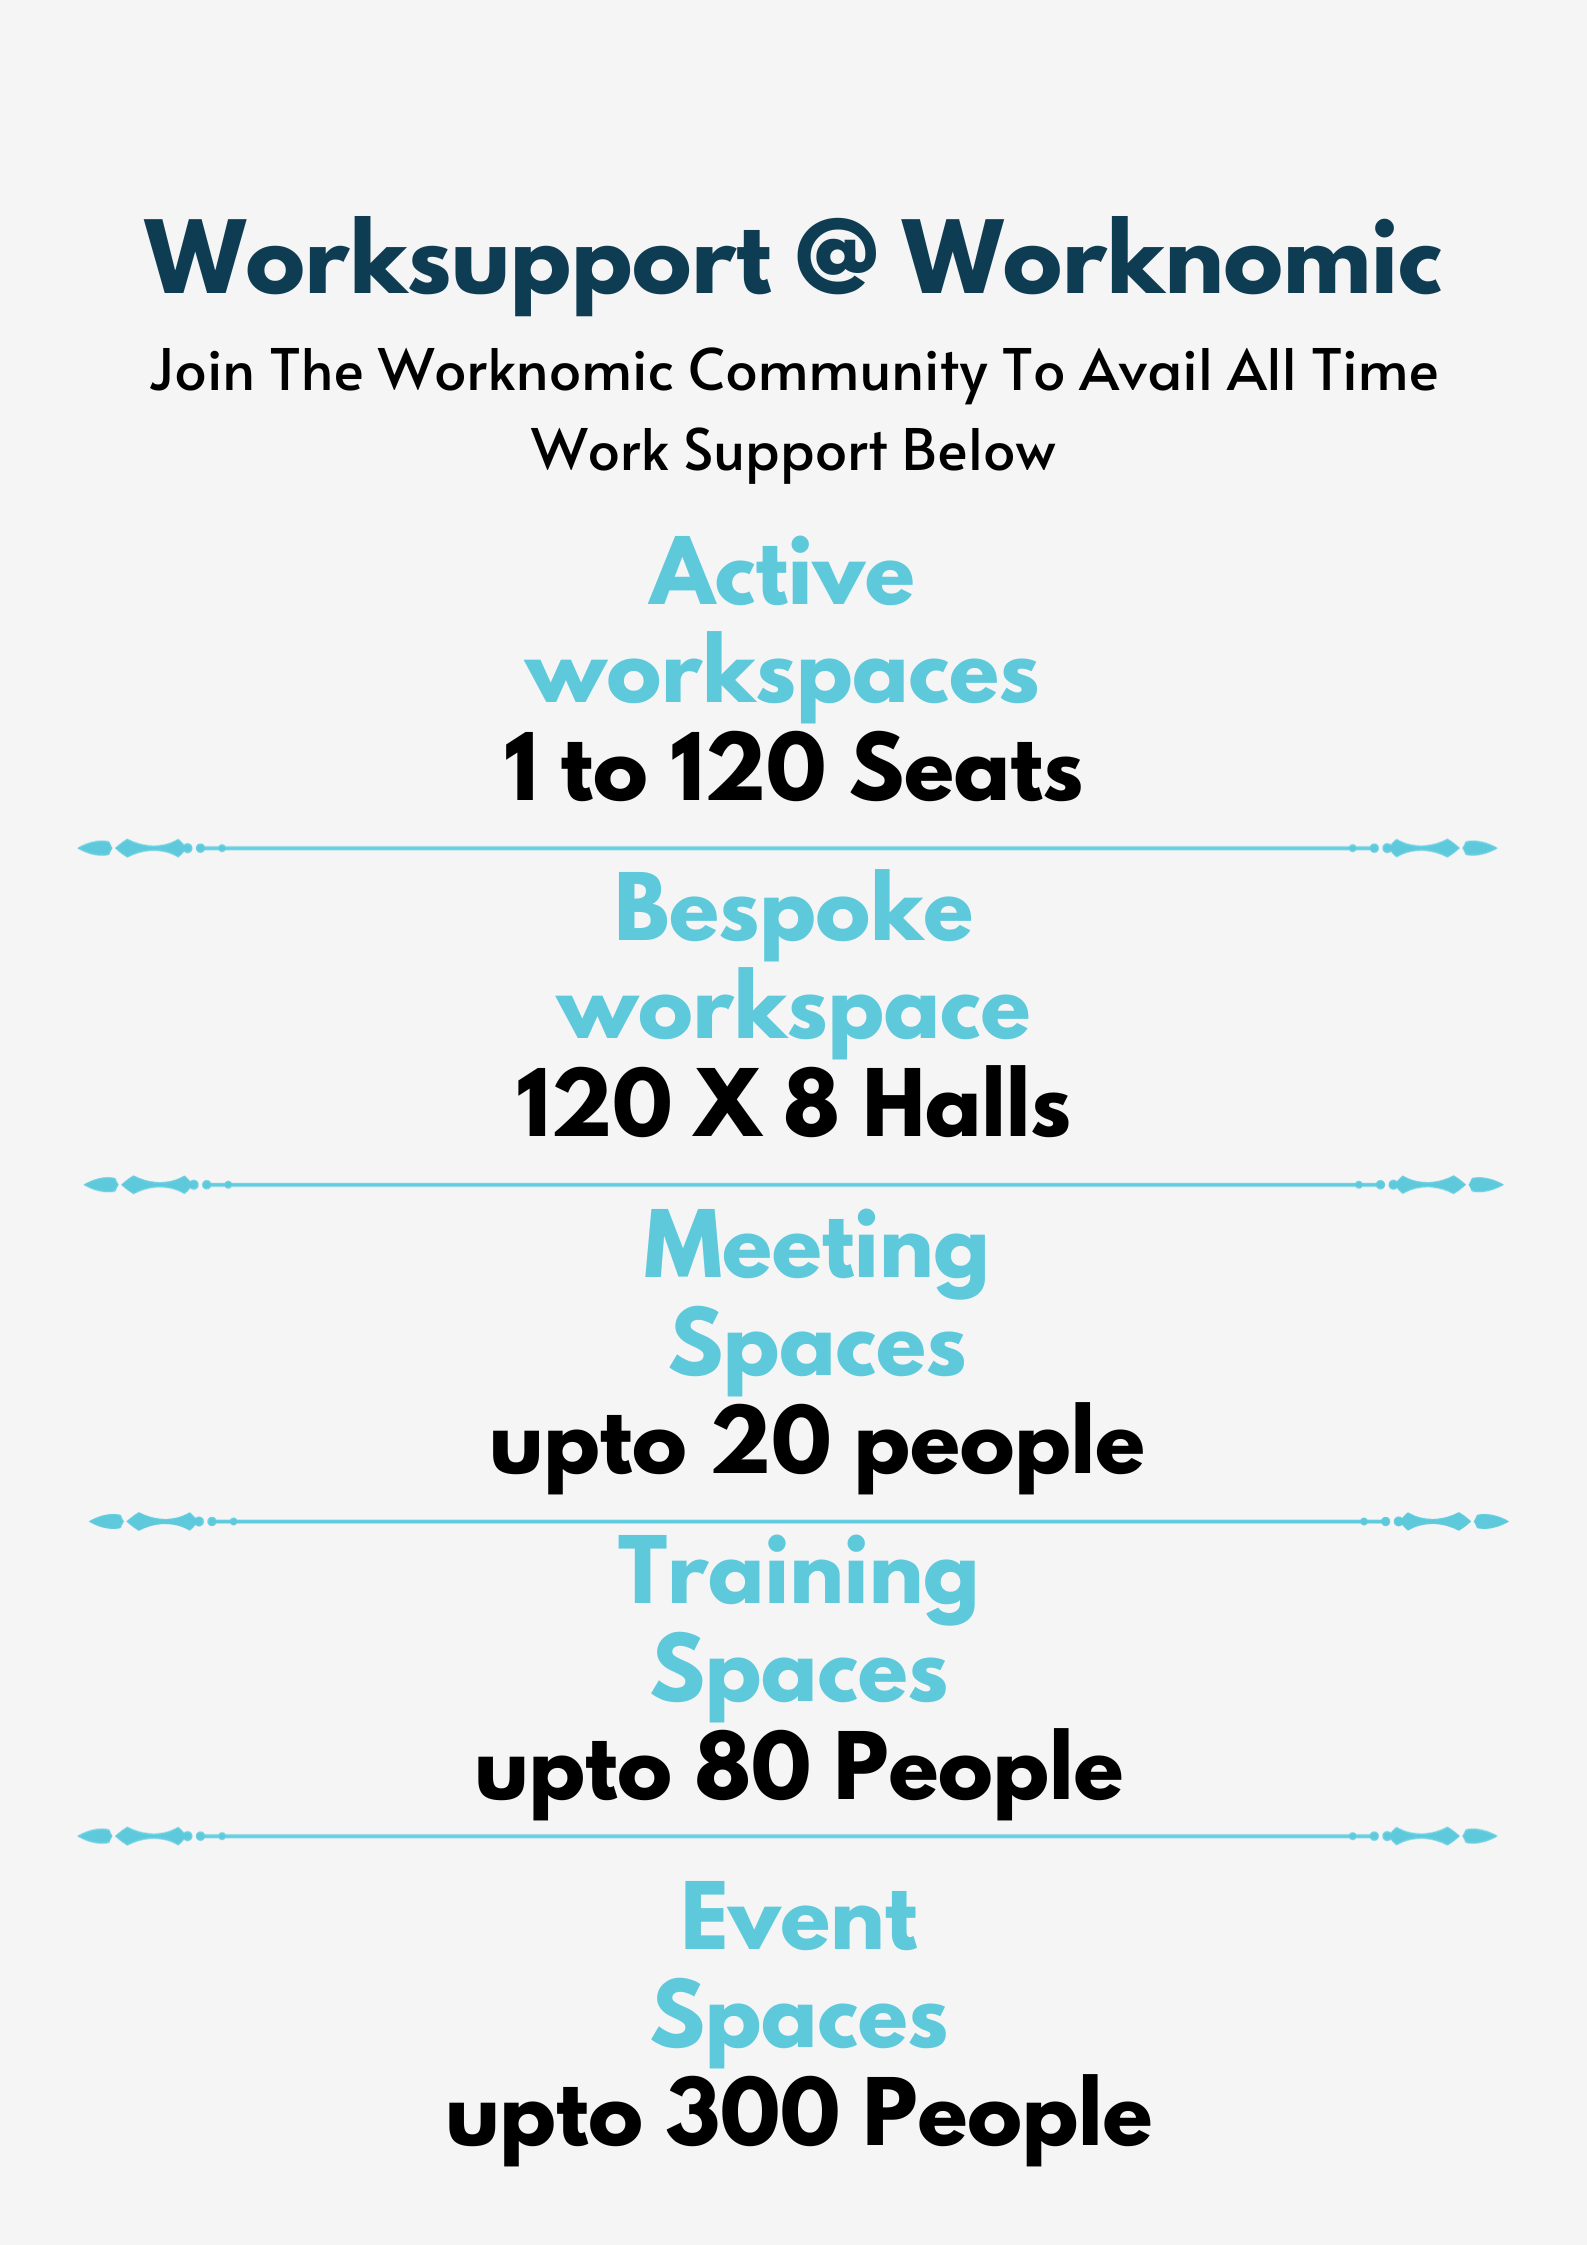 Worksupport @ Worknomic
Join The Worknomic Community To Avail All Time
Work Support Below
Active
workspaces
1 to 120 Seats
Bespoke
workspace
120 X 8 Halls
Meeting
Spaces
upto 20 people
Training
Spaces
upto 80 People
Event
Spaces
upto 300 People